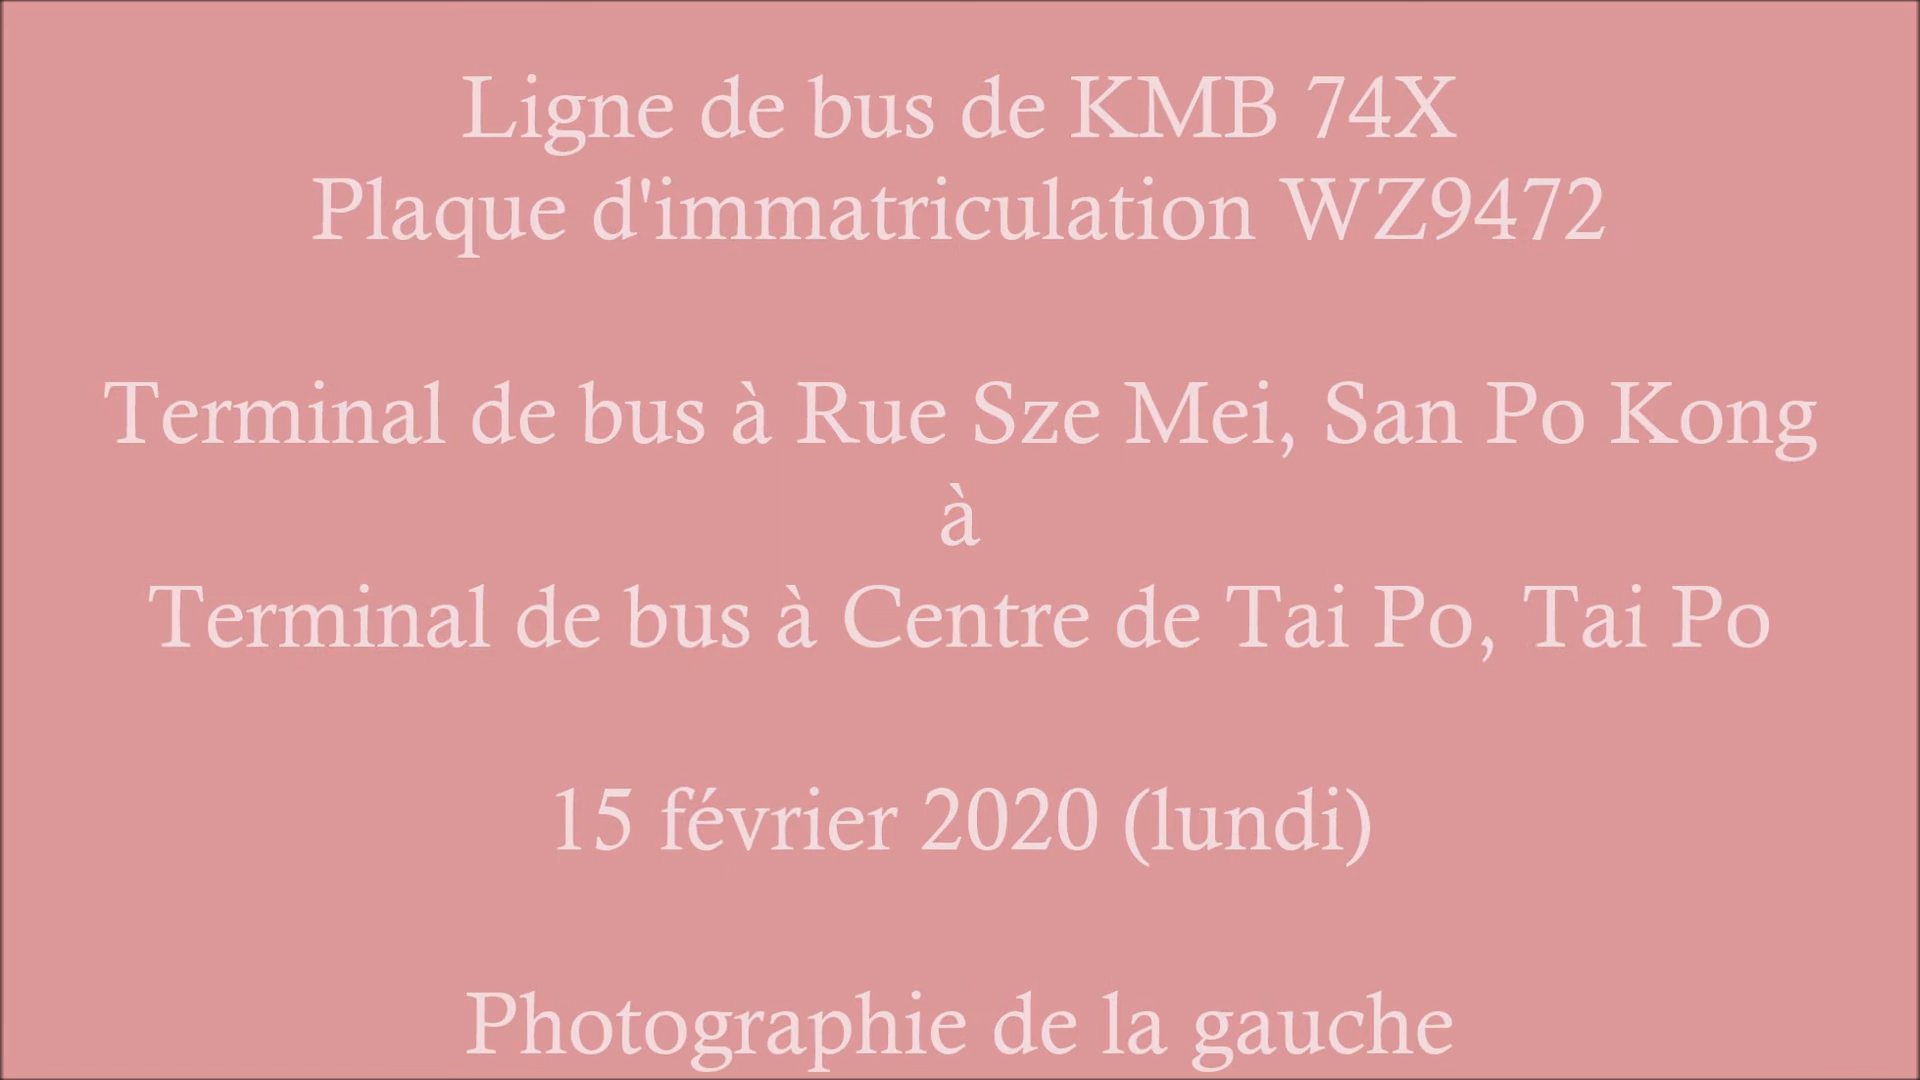 Ligne de bus de KMB 74X
Plaque d'immatriculation WZ9472
Terminal de bus à Rue Sze Mei, San Po Kong
à
Terminal de bus à Centre de Tai Po, Tai Po
15 février 2020 (lundi)
Photographie de la gauche